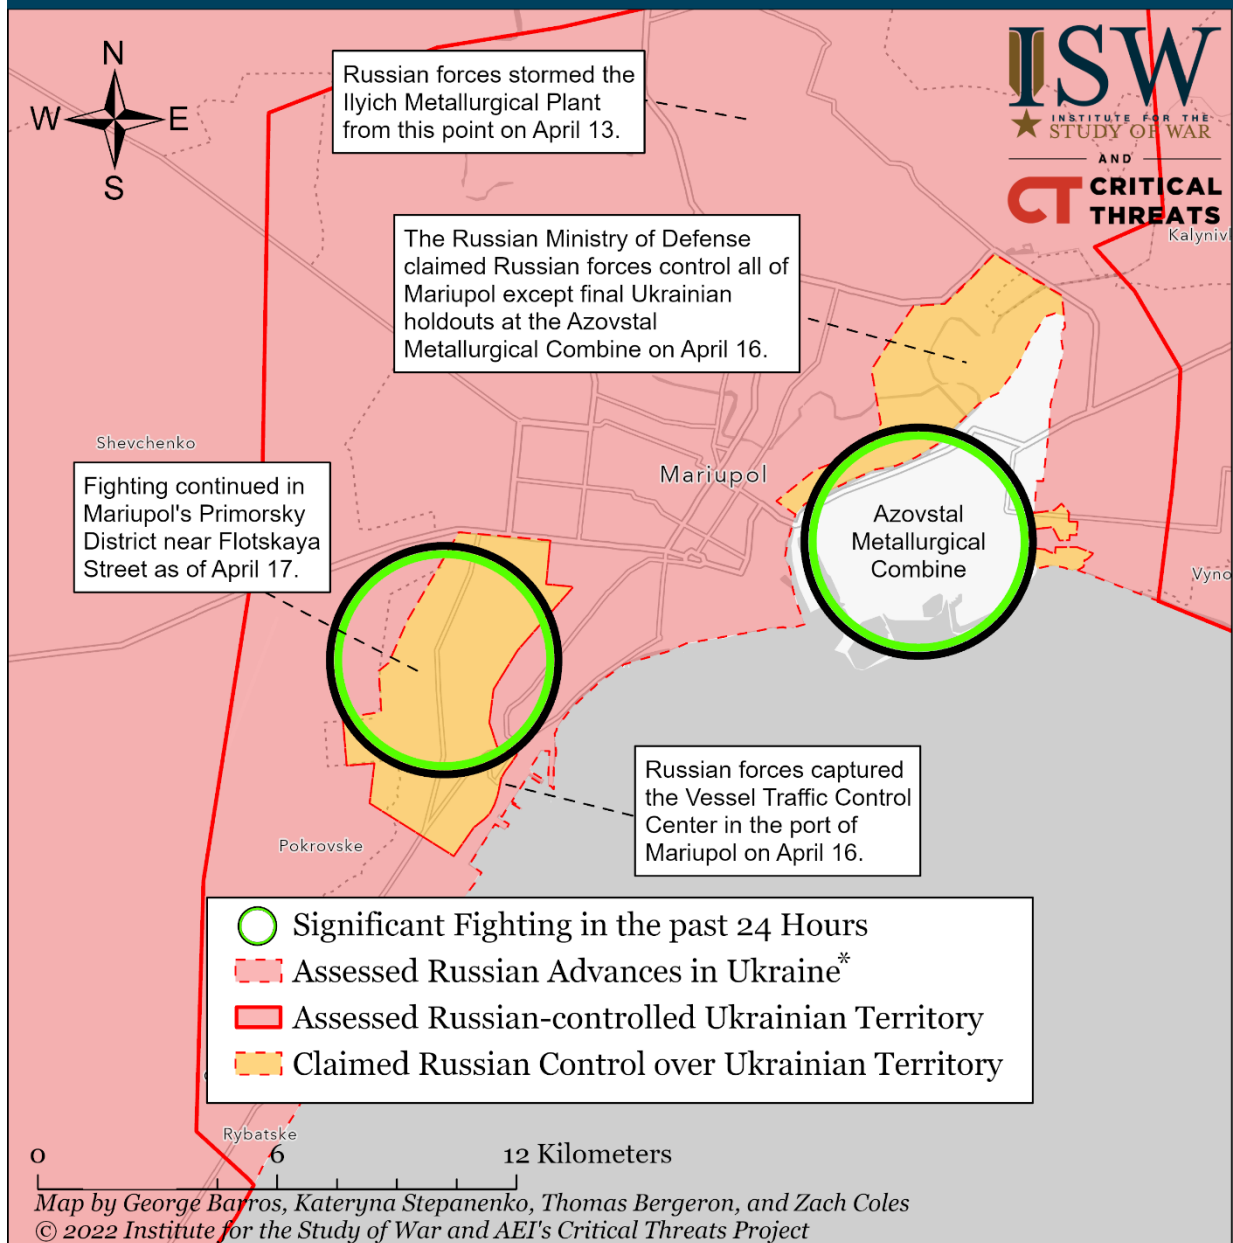 N
W
E
S
Russian forces stormed the
Ilyich Metallurgical Plant
from this point on April 13.
ISW
INSTITUTE FOR THE
STUDY OF WAR
AND
CT CRITICAL
THREATS
The Russian Ministry of Defense
claimed Russian forces control all of
Mariupol except final Ukrainian
holdouts at the Azovstal
Metallurgical Combine on April 16.
Shevchenko
Mariupol
Fighting continued in
Mariupol's Primorsky
District near Flotskaya
Street as of April 17.
Azovstal
Metallurgical
Combine
Russian forces captured
the Vessel Traffic Control
Center in the port of
Mariupol on April 16.
Pokrovske
Significant Fighting in the past 24 Hours
Assessed Russian Advances in Ukraine*
Assessed Russian-controlled Ukrainian Territory
Claimed Russian Control over Ukrainian Territory
Rybatske
0 6 12 Kilometers
Map by George Barros, Kateryna Stepanenko, Thomas Bergeron, and Zach Coles
© 2022 Institute for the Study of War and AEI's Critical Threats Project